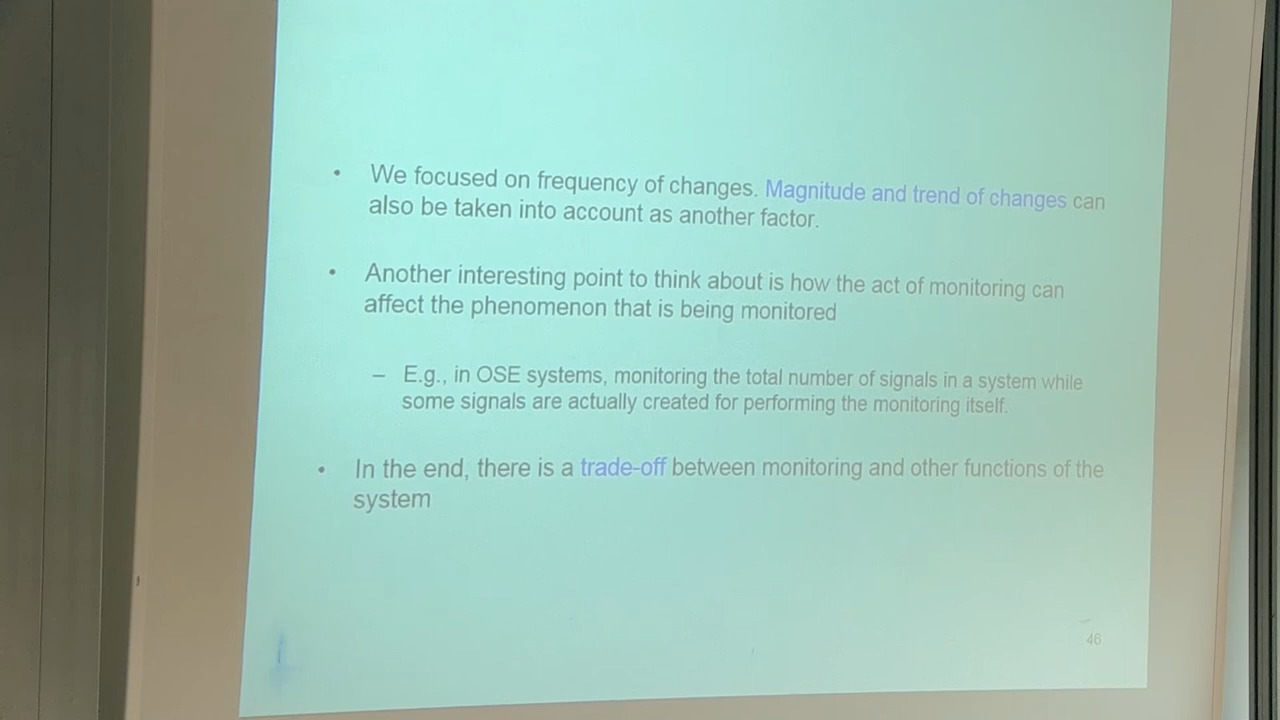 • We focused on frequency of changes. Magnitude and trend of changes can
also be taken into account as another factor.
• Another interesting point to think about is how the act of monitoring can
affect the phenomenon that is being monitored
– E.g., in OSE systems, monitoring the total number of signals in a system while
some signals are actually created for performing the monitoring itself.
• In the end, there is a trade-off between monitoring and other functions of the
system
46